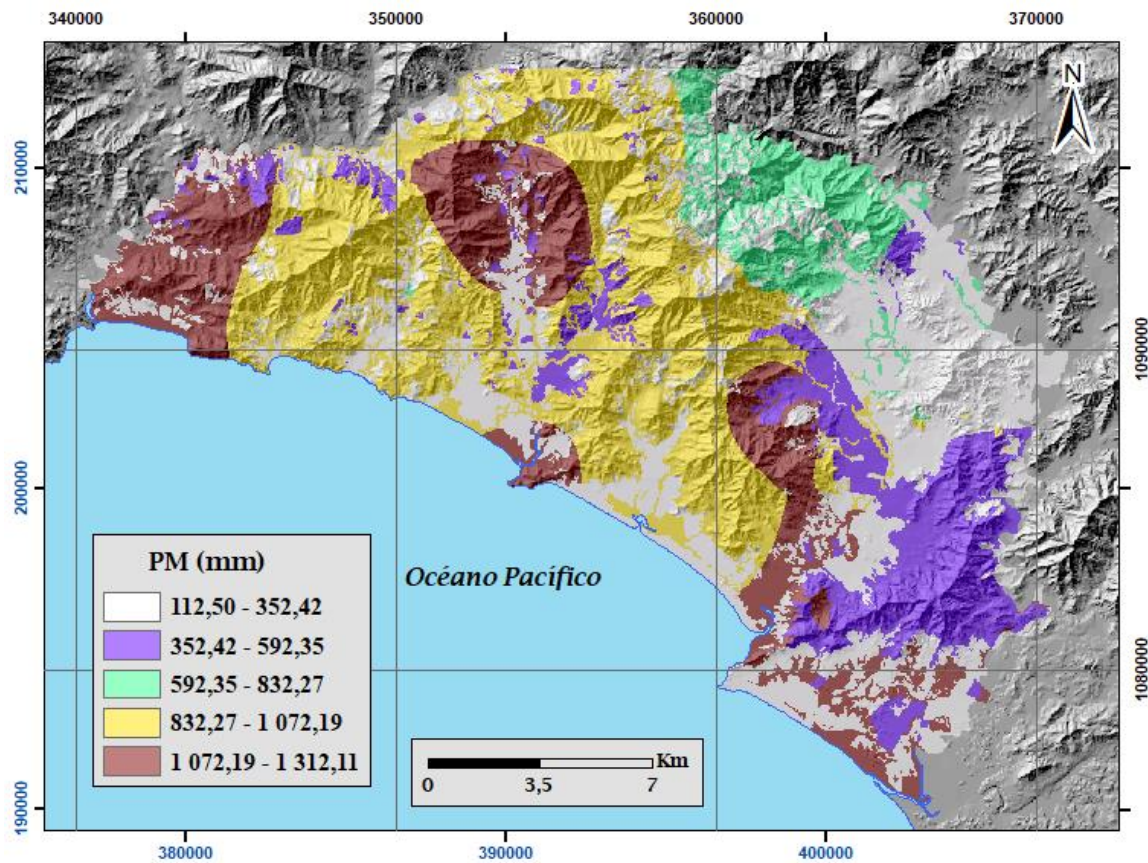 340000 350000 360000 370000
N
210000
1090000
Océano Pacífico
200000
PM (mm)
112,50 - 352,42
352,42 - 592,35
592,35 - 832,27
832,27 - 1 072,19
1 072,19 - 1 312,11
1080000
Km
0 3,5 7
190000
380000 390000 400000